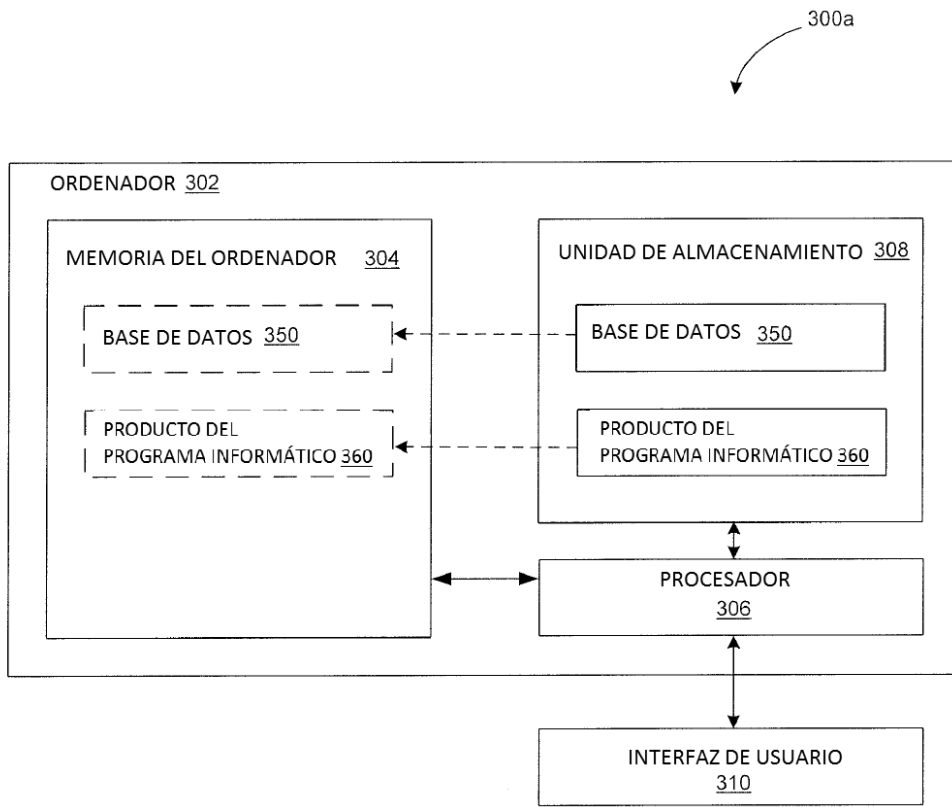 300a
ORDENADOR 302
MEMORIA DEL ORDENADOR 304
BASE DE DATOS 350
PRODUCTO DEL
PROGRAMA INFORMÁTICO 360
UNIDAD DE ALMACENAMIENTO 308
BASE DE DATOS 350
PRODUCTO DEL
PROGRAMA INFORMÁTICO 360
PROCESADOR
306
INTERFAZ DE USUARIO
310